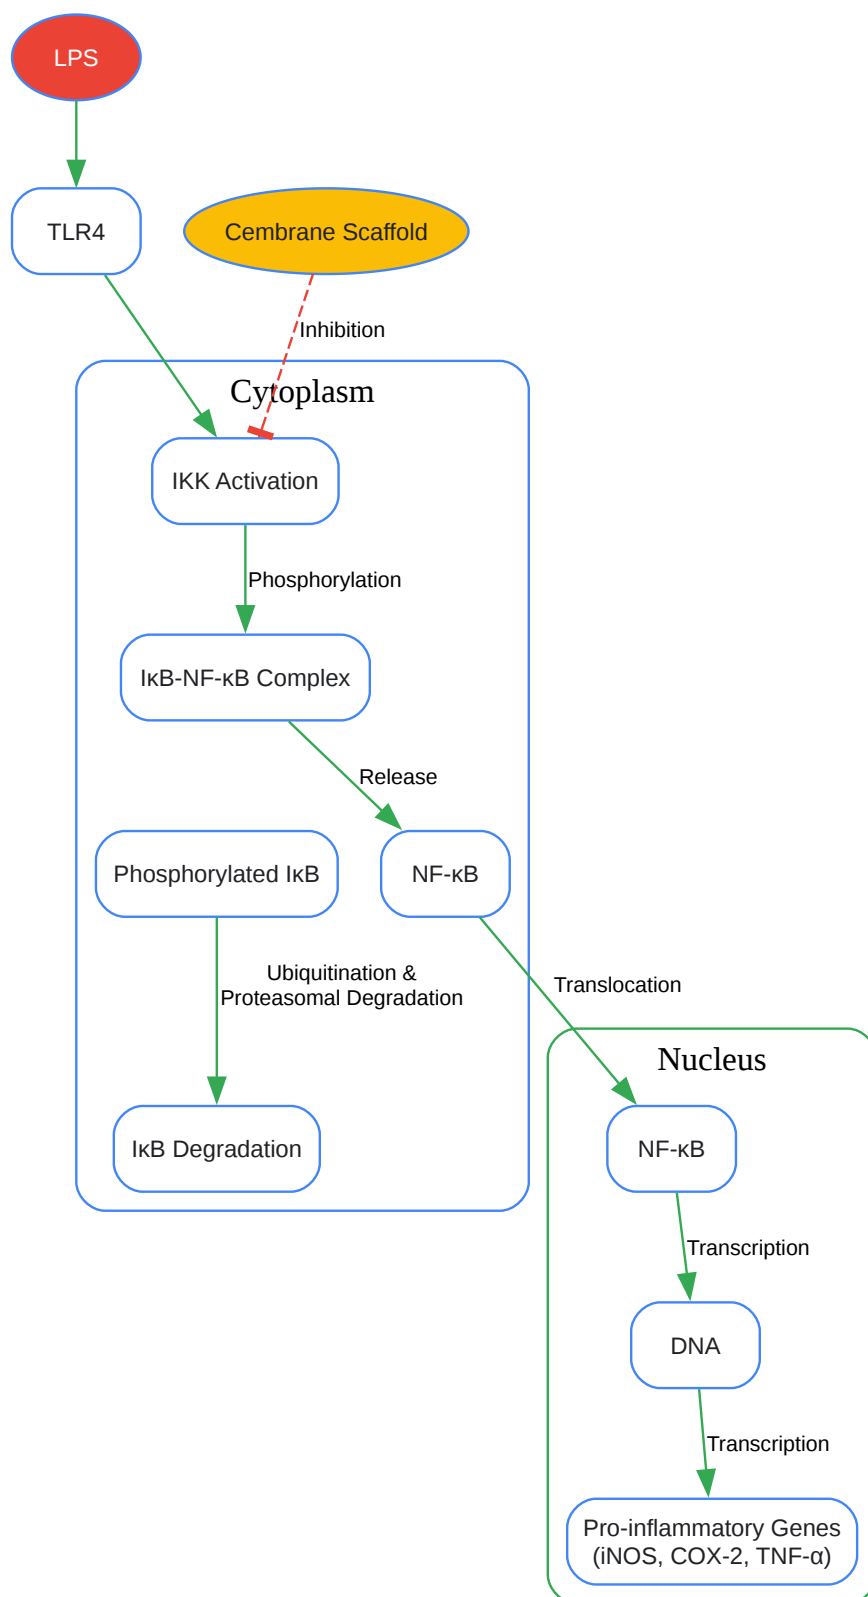 LPS
TLR4
Cembrane Scaffold
Inhibition
Cytoplasm
IKK Activation
Phosphorylation
IκB-NF-κB Complex
Release
Phosphorylated IκB
NF-κB
Ubiquitination &
Proteasomal Degradation
Translocation
Nucleus
IκB Degradation
NF-κB
Transcription
DNA
Transcription
Pro-inflammatory Genes
(iNOS, COX-2, TNF-α)